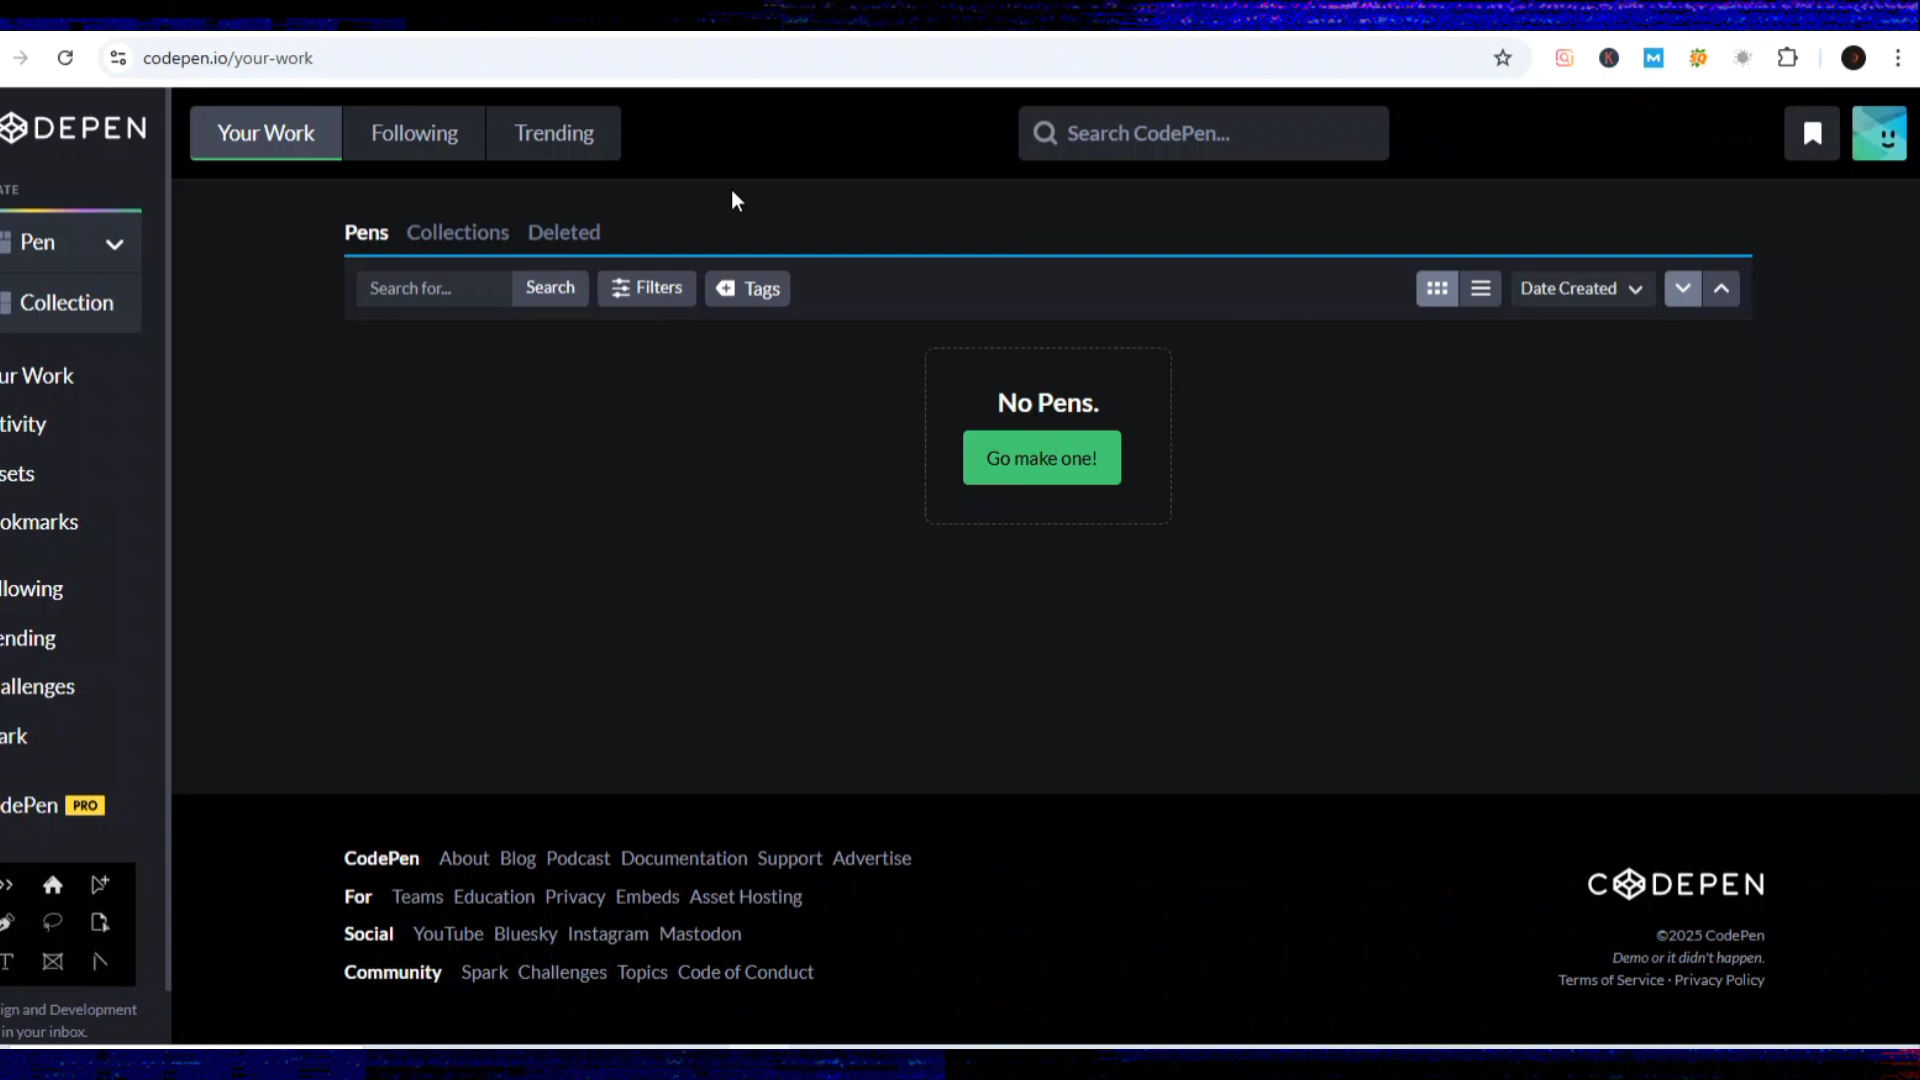 codepen.io/your-work
DEPEN
Your Work
Following
Trending
Search CodePen...
ATE
Pen
Collection
ur Work
tivity
sets
okmarks
llowing
ending
allenges
ark
dePen PRO
ign and Development
in your inbox.
Pens Collections Deleted
Search for... Search Filters Tags
Date Created
No Pens.
Go make one!
CodePen About Blog Podcast Documentation Support Advertise
For Teams Education Privacy Embeds Asset Hosting
Social YouTube Bluesky Instagram Mastodon
Community Spark Challenges Topics Code of Conduct
CODEPEN
©2025 CodePen
Demo or it didn't happen.
Terms of Service · Privacy Policy